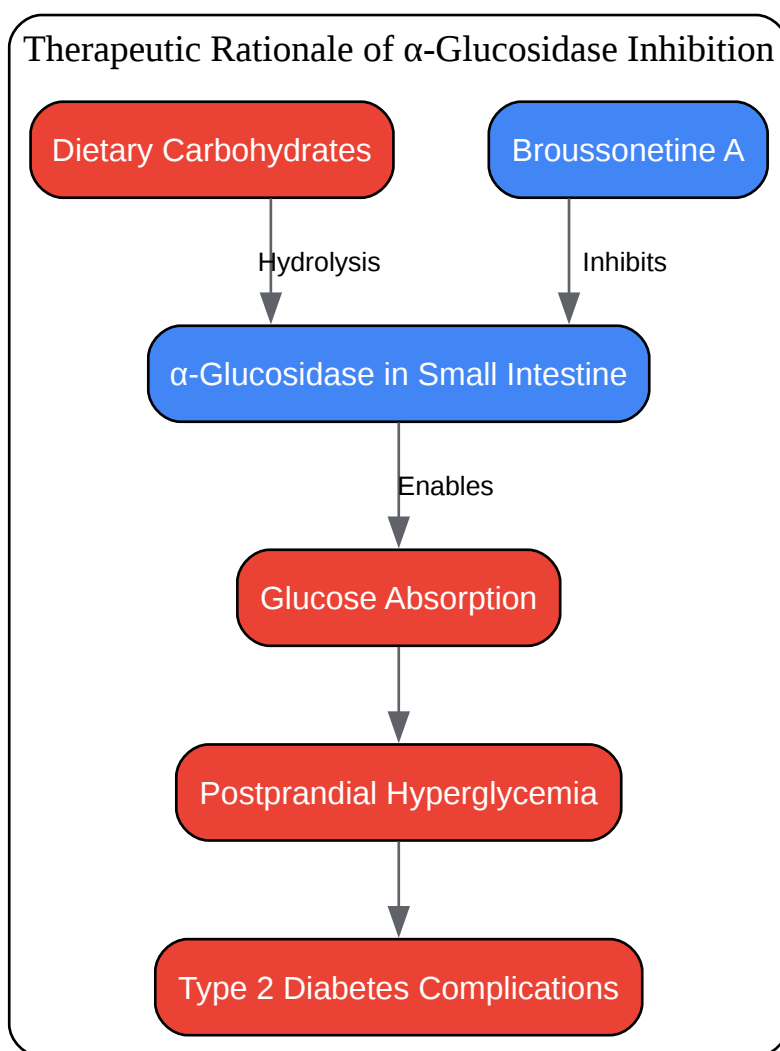 Therapeutic Rationale of α-Glucosidase Inhibition
Dietary Carbohydrates
Broussonetine A
Hydrolysis
Inhibits
α-Glucosidase in Small Intestine
Enables
Glucose Absorption
Postprandial Hyperglycemia
Type 2 Diabetes Complications